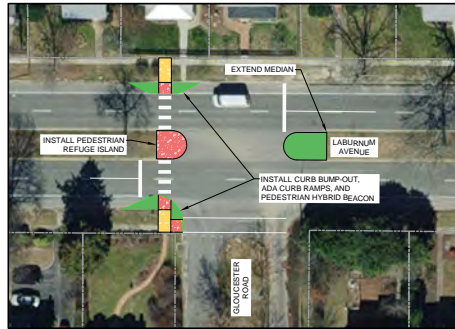 EXTEND MEDIAN
INSTALL PEDESTRIAN
REFUGE ISLAND
LABURNUM
AVENUE
INSTALL CURB BUMP-OUT,
ADA CURB RAMPS, AND
PEDESTRIAN HYBRID BEACON
GLOUCESTER
ROAD